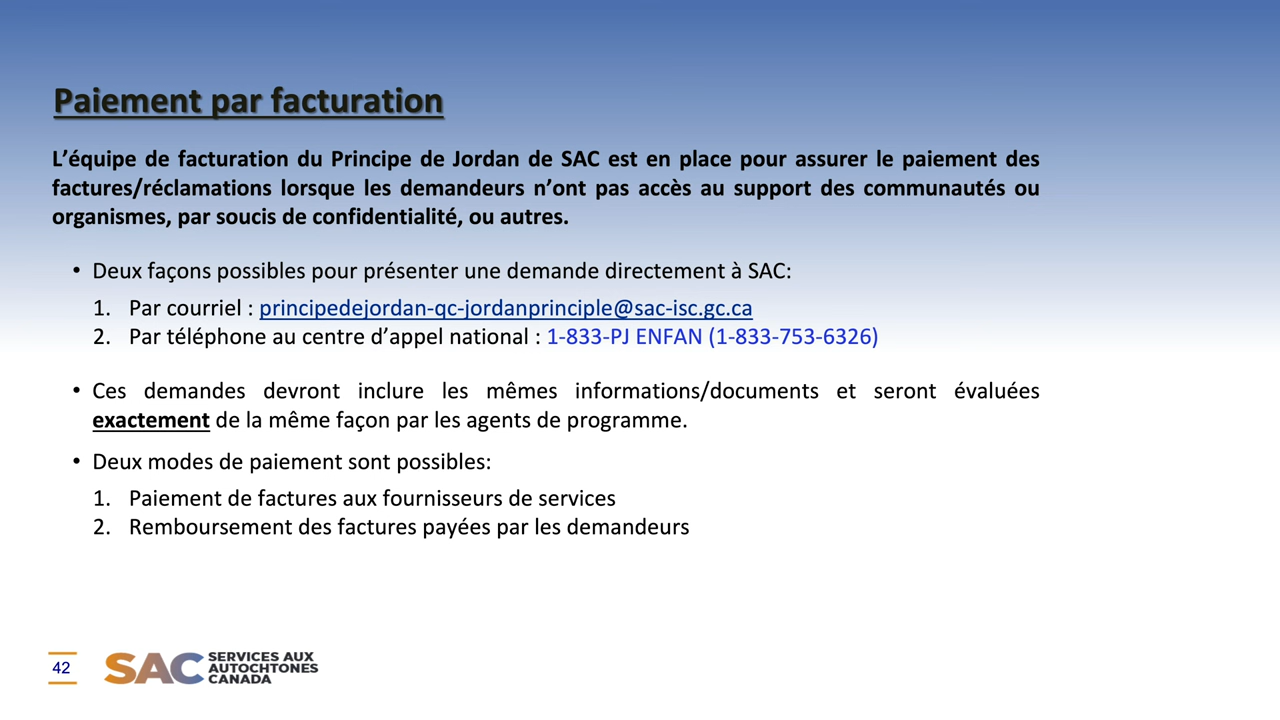 Paiement par facturation
L’équipe de facturation du Principe de Jordan de SAC est en place pour assurer le paiement des
factures/réclamations lorsque les demandeurs n’ont pas accès au support des communautés ou
organismes, par soucis de confidentialité, ou autres.
• Deux façons possibles pour présenter une demande directement à SAC:
1. Par courriel : principedejordan-qc-jordanprinciple@sac-isc.gc.ca
2. Par téléphone au centre d’appel national : 1-833-PJ ENFAN (1-833-753-6326)
• Ces demandes devront inclure les mêmes informations/documents et seront évaluées
exactement de la même façon par les agents de programme.
• Deux modes de paiement sont possibles:
1. Paiement de factures aux fournisseurs de services
2. Remboursement des factures payées par les demandeurs
42
SAC
SERVICES AUX
AUTOCHTONES
CANADA